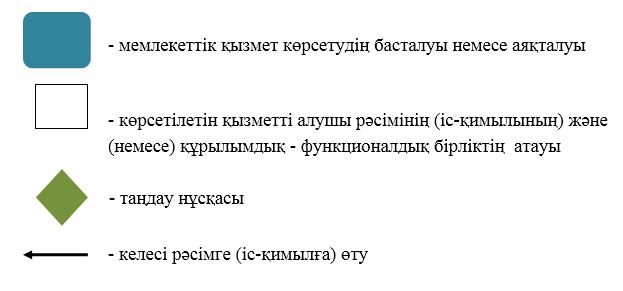 - мемлекеттік қызмет көрсетудің басталуы немесе аяқталуы
- көрсетілетін қызметті алушы рәсімінің (іс-қимылының) және
(немесе) құрылымдық - функционалдық бірліктің атауы
- таңдау нұсқасы
- келесі рәсімге (іс-қимылға) өту